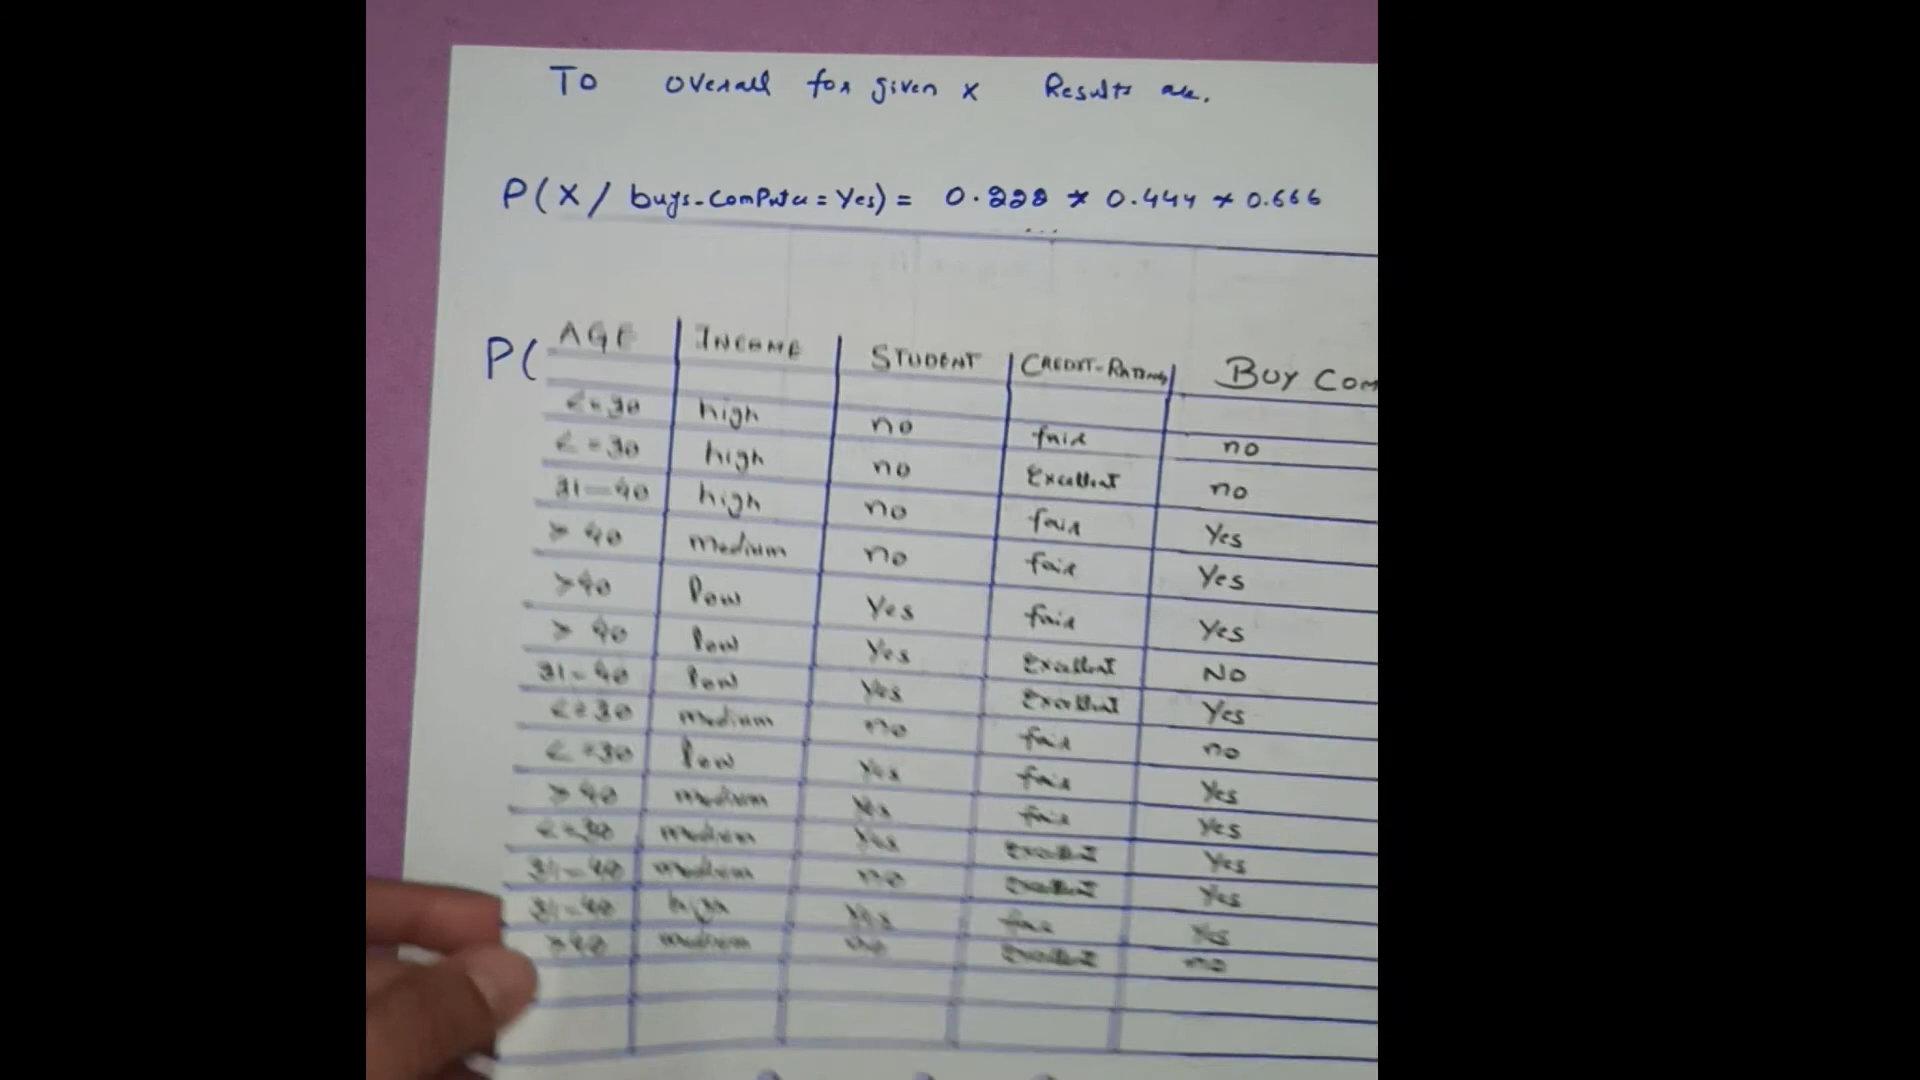 To overall for given x Results are.
P(X / buys-computer = Yes) = 0.222 * 0.444 * 0.666
P(
AGE INCOME STUDENT CREDIT-RATING BUY COM
<=30 high no fair no
<=30 high no Excellent no
31-40 high no fair Yes
>40 medium no fair Yes
>40 low Yes fair Yes
>40 low Yes Excellent NO
31-40 low Yes Excellent Yes
<=30 medium no fair no
<=30 low Yes fair Yes
>40 medium Yes fair Yes
<=30 medium Yes Excellent Yes
31-40 medium no Excellent Yes
31-40 high Yes fair Yes
>40 medium no Excellent no